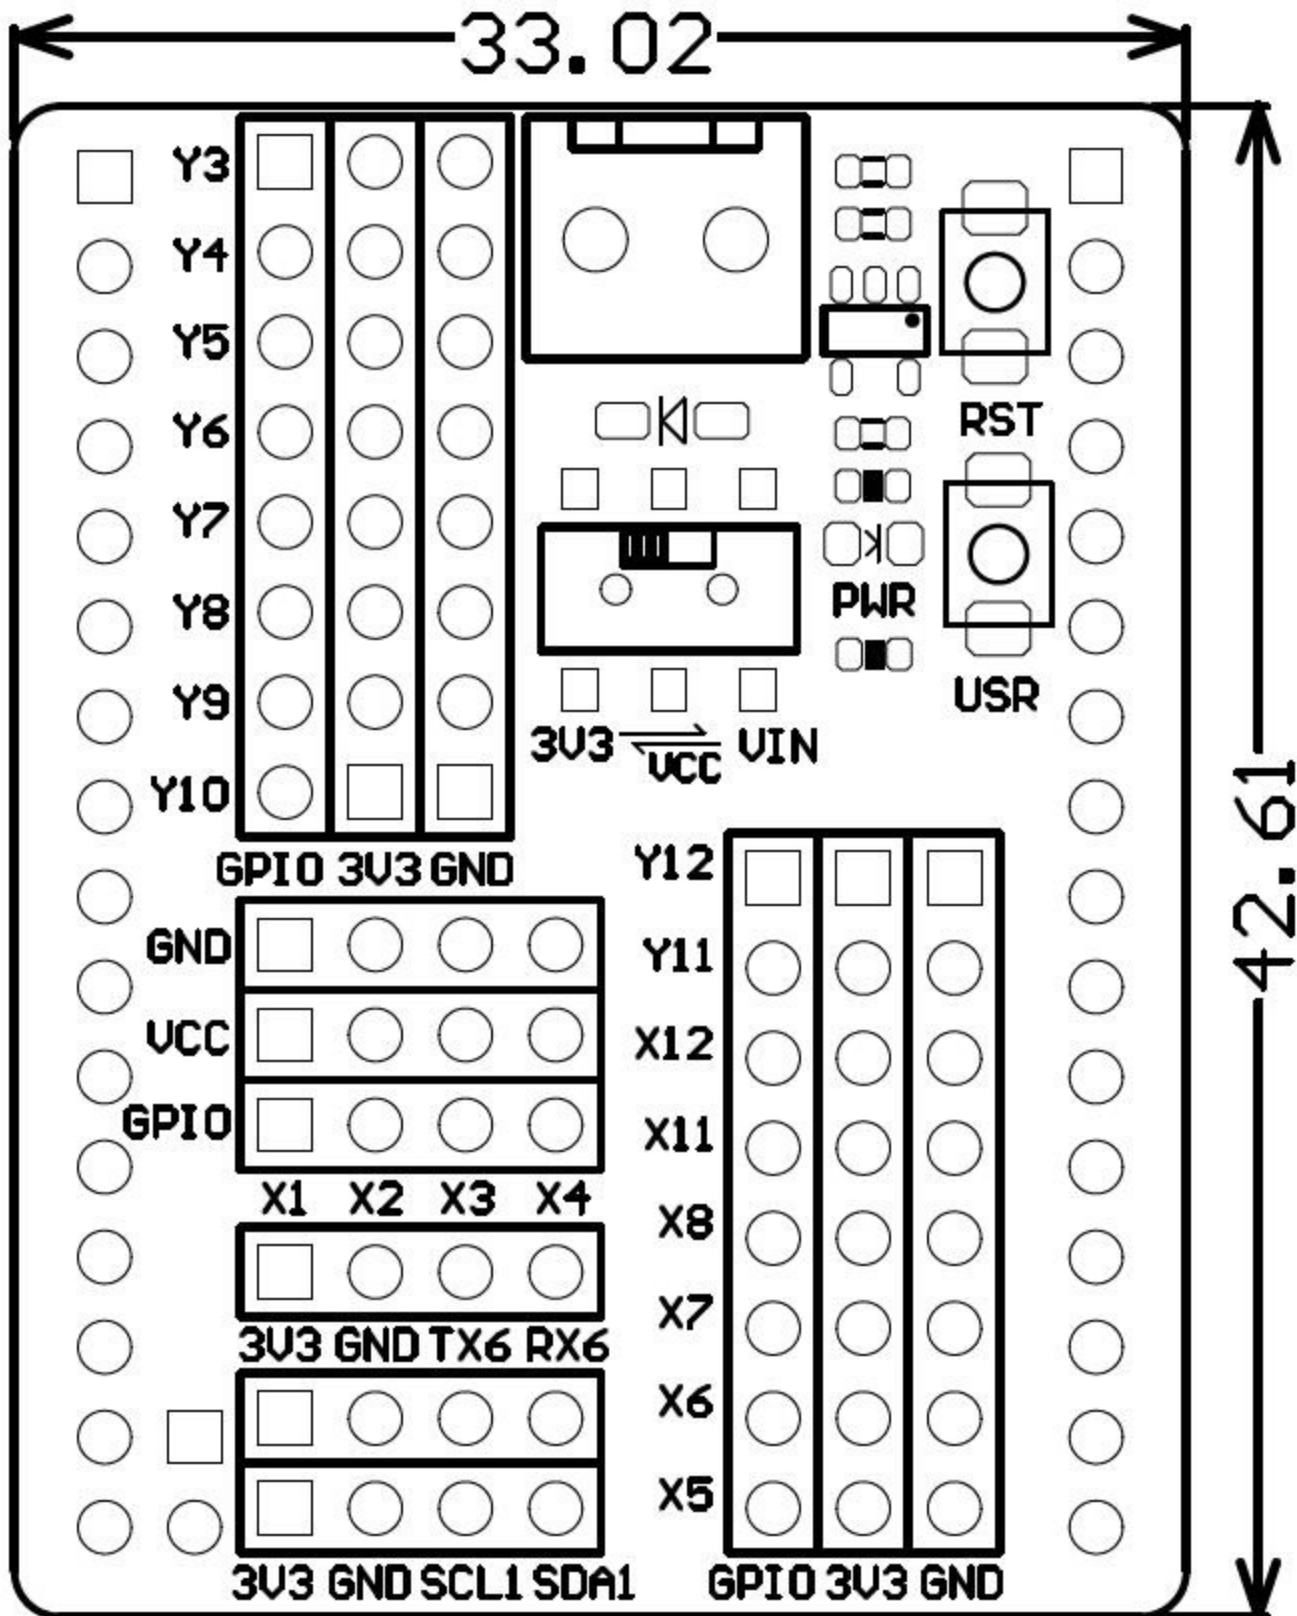 33.02
Y3
Y4
Y5
Y6
Y7
Y8
Y9
Y10
GPIO 3V3 GND
RST
PWR
USR
3V3 VCC VIN
42.61
GND
VCC
GPIO
X1 X2 X3 X4
3V3 GND TX6 RX6
3V3 GND SCL1 SDA1
Y12
Y11
X12
X11
X8
X7
X6
X5
GPIO 3V3 GND